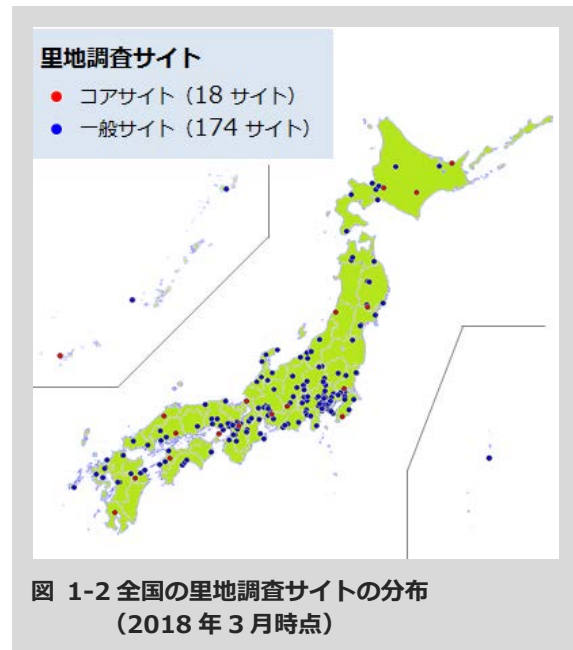 里地調査サイト
コアサイト（18 サイト）
一般サイト（174 サイト）
図 1-2 全国の里地調査サイトの分布
（2018 年 3 月時点）